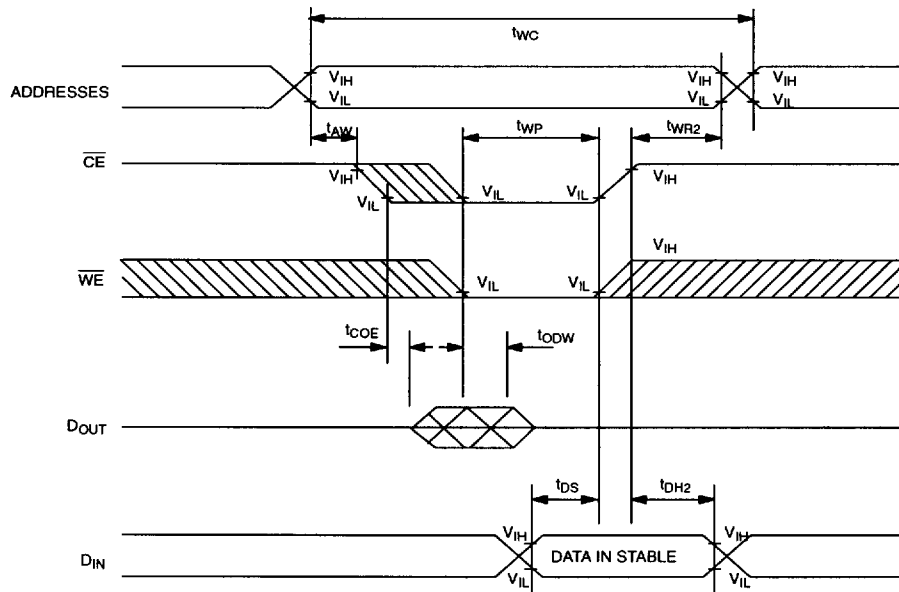 tWC
ADDRESSES
VIH VIH VIH
VIL VIL VIL
tAW tWP tWR2
CE
VIH VIH
VIL VIL VIL
VIH
WE
VIL VIL
tCOE tODW
DOUT
tDS tDH2
VIH VIH
DIN DATA IN STABLE
VIL VIL